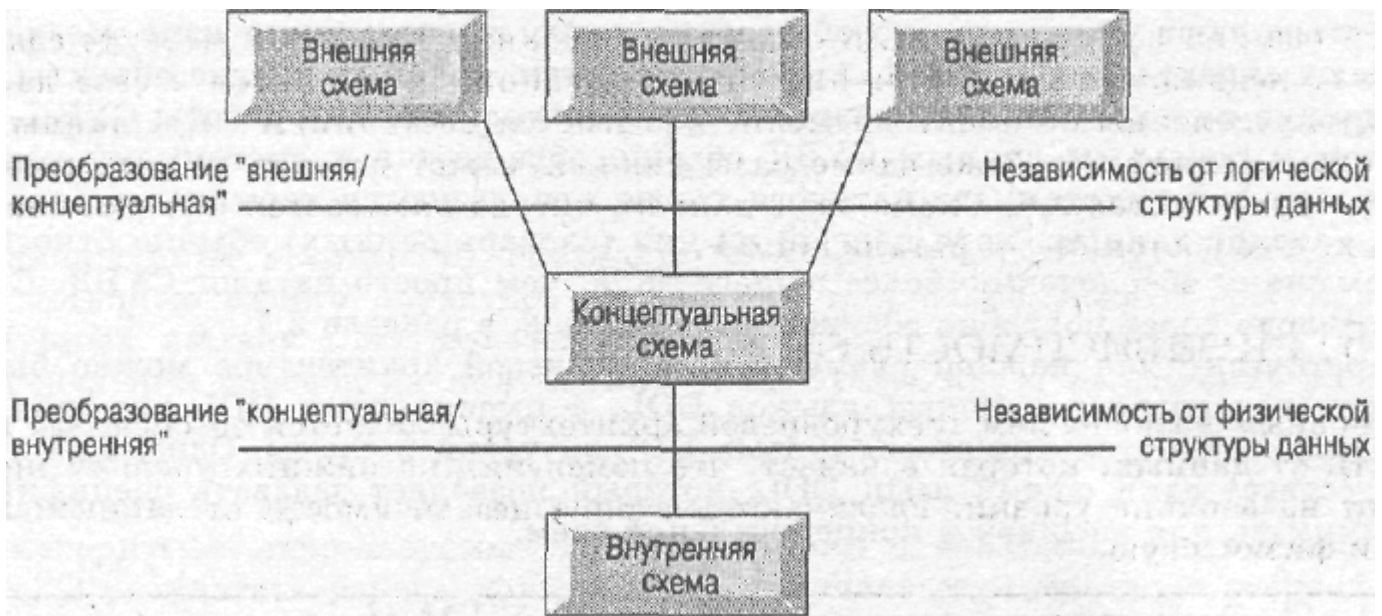 Внешняя
схема
Внешняя
схема
Внешняя
схема
Преобразование "внешняя/
концептуальная"
Независимость от логической
структуры данных
Концептуальная
схема
Преобразование "концептуальная/
внутренняя"
Независимость от физической
структуры данных
Внутренняя
схема